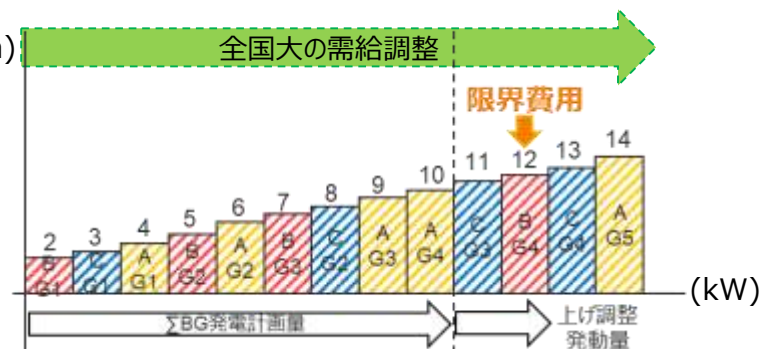 全国大の需給調整
)
限界費用
2 3 4 5 6 7 8 9 10 11 12 13 14
B C A B A B C A A C B C A
G1 G1 G1 G2 G2 G3 G2 G3 G4 G3 G4 G4 G5
(kW)
∑BG発電計画量
上げ調整
発動量